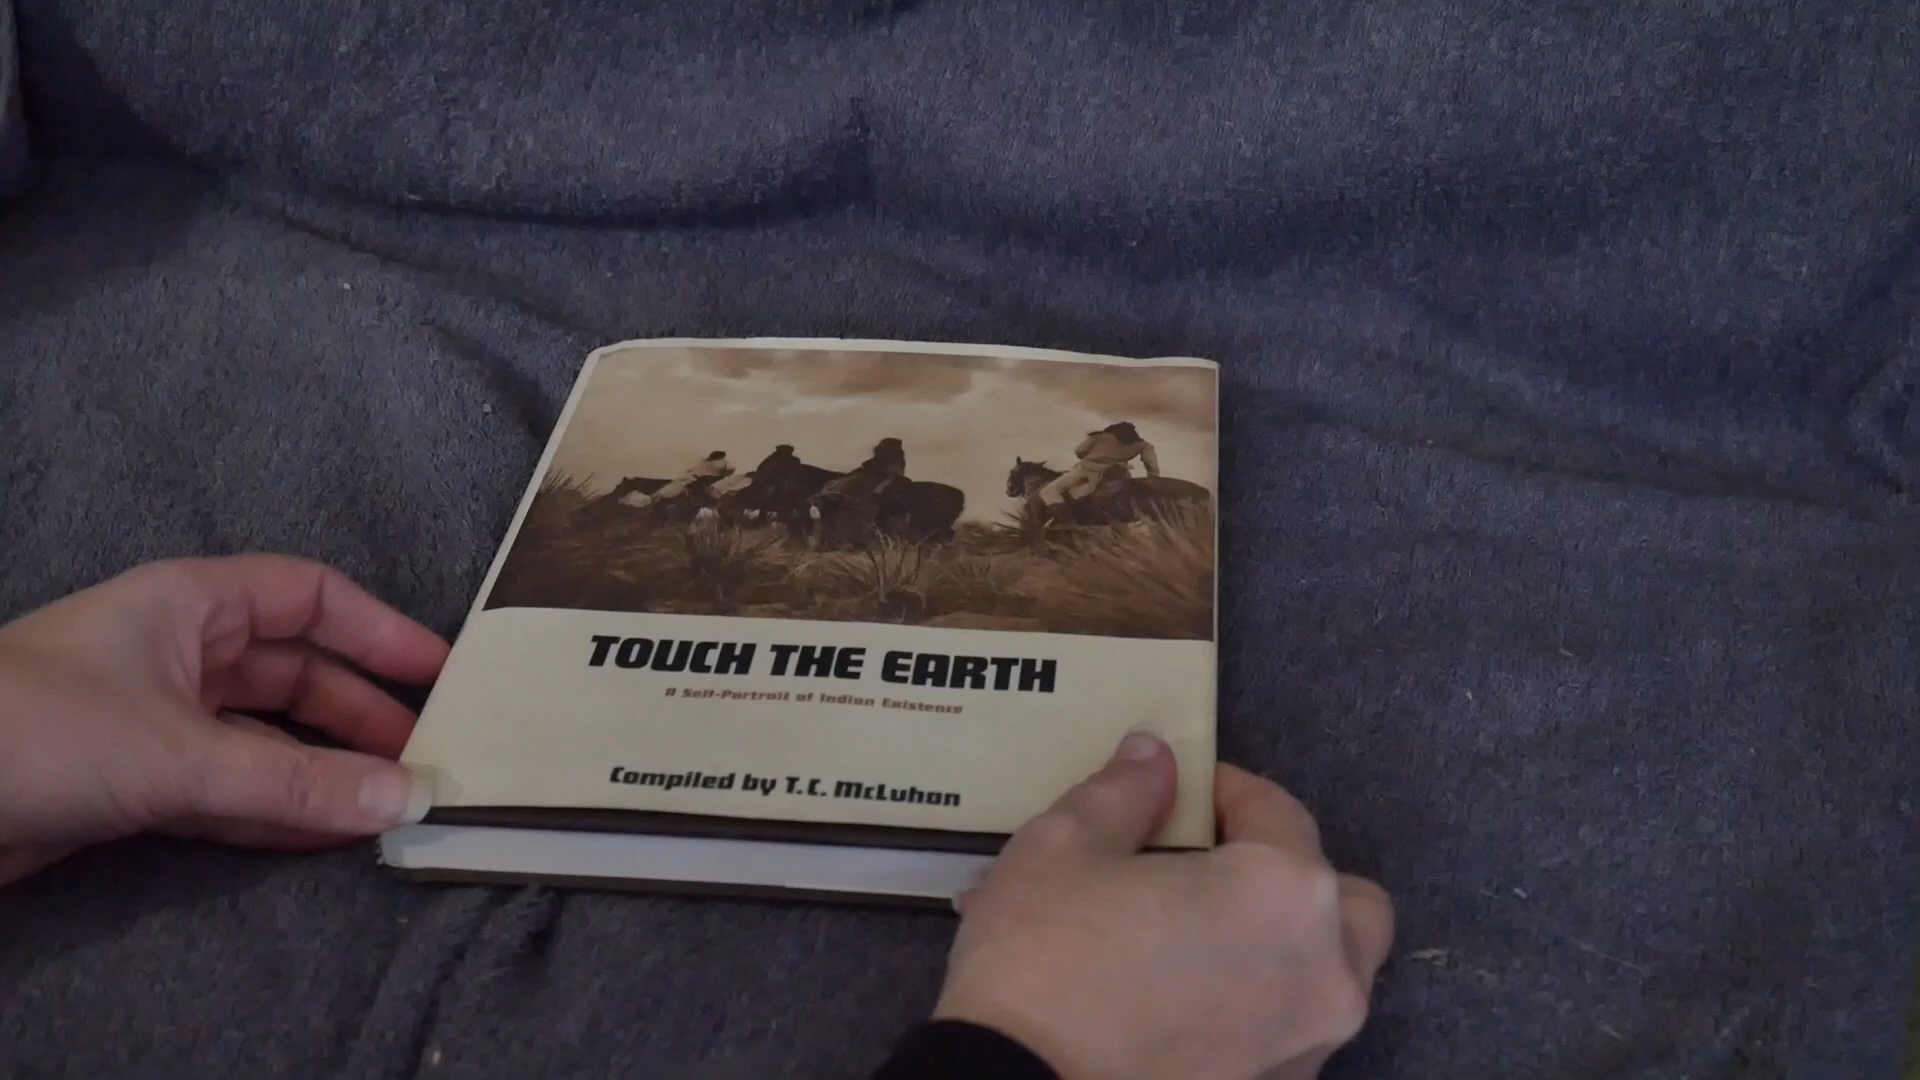 TOUCH THE EARTH
A Self-Portrait of Indian Existence
Compiled by T. C. McLuhan